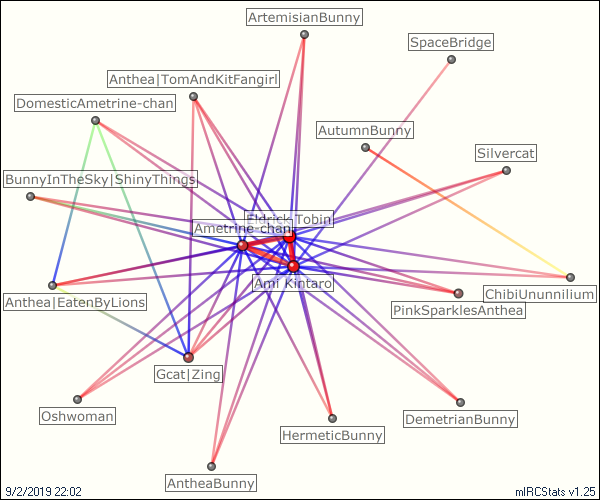 ArtemisianBunny
SpaceBridge
Anthea|TomAndKitFangirl
DomesticAmetrine-chan
AutumnBunny
Silvercat
BunnyInTheSky|ShinyThings
Eldrick Tobin
Ametrine-chan
Ami Kintaro
Anthea|EatenByLions
ChibiUnunnilium
PinkSparklesAnthea
Gcat|Zing
Oshwoman
DemetrianBunny
HermeticBunny
AntheaBunny
9/2/2019 22:02
mIRCStats v1.25